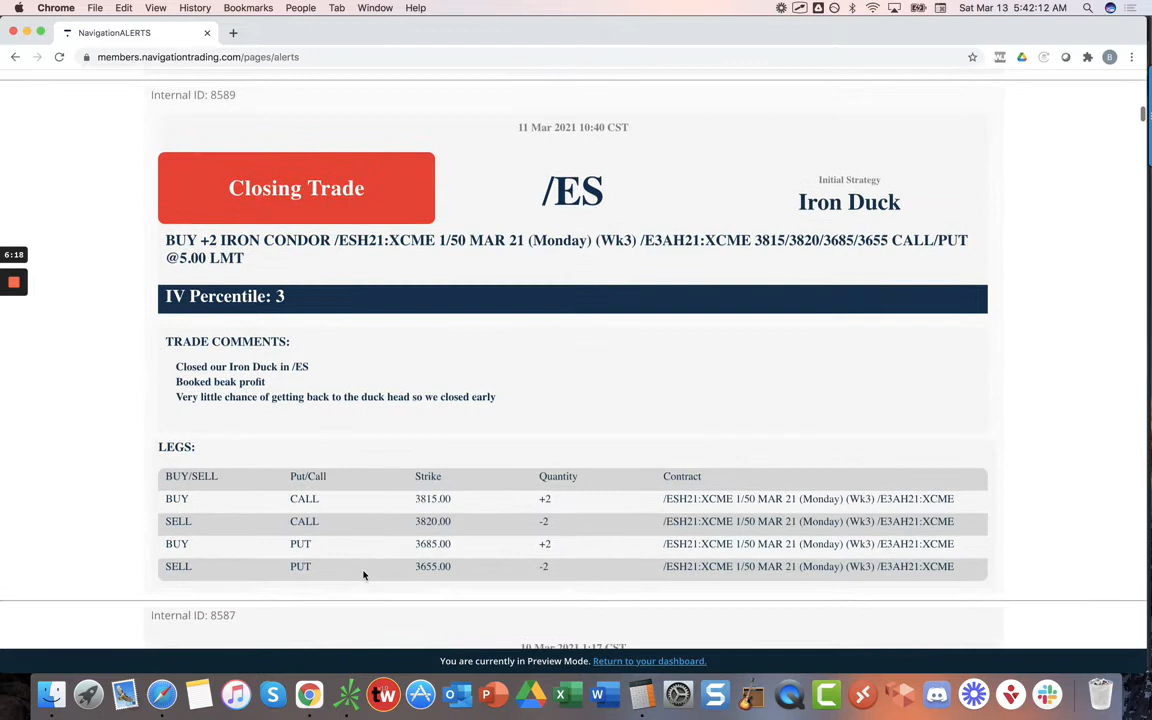 Chrome File Edit View History Bookmarks People Tab Window Help Sat Mar 13 5:42:12 AM
NavigationALERTS
members.navigationtrading.com/pages/alerts
B
Internal ID: 8589
11 Mar 2021 10:40 CST
Closing Trade
/ES
Initial Strategy
Iron Duck
BUY +2 IRON CONDOR /ESH21:XCME 1/50 MAR 21 (Monday) (Wk3) /E3AH21:XCME 3815/3820/3685/3655 CALL/PUT
@5.00 LMT
6:18
IV Percentile: 3
TRADE COMMENTS:
Closed our Iron Duck in /ES
Booked beak profit
Very little chance of getting back to the duck head so we closed early
LEGS:
BUY/SELL Put/Call Strike Quantity Contract
BUY CALL 3815.00 +2 /ESH21:XCME 1/50 MAR 21 (Monday) (Wk3) /E3AH21:XCME
SELL CALL 3820.00 -2 /ESH21:XCME 1/50 MAR 21 (Monday) (Wk3) /E3AH21:XCME
BUY PUT 3685.00 +2 /ESH21:XCME 1/50 MAR 21 (Monday) (Wk3) /E3AH21:XCME
SELL PUT 3655.00 -2 /ESH21:XCME 1/50 MAR 21 (Monday) (Wk3) /E3AH21:XCME
Internal ID: 8587
10 Mar 2021 1:17 CST
You are currently in Preview Mode. Return to your dashboard.
tw